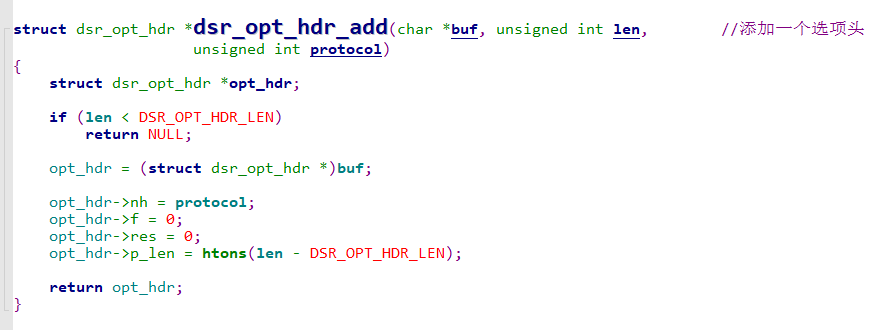 struct dsr_opt_hdr *dsr_opt_hdr_add(char *buf, unsigned int len, //添加一个选项头
unsigned int protocol)
{
struct dsr_opt_hdr *opt_hdr;
if (len < DSR_OPT_HDR_LEN)
return NULL;
opt_hdr = (struct dsr_opt_hdr *)buf;
opt_hdr->nh = protocol;
opt_hdr->f = 0;
opt_hdr->res = 0;
opt_hdr->p_len = htons(len - DSR_OPT_HDR_LEN);
return opt_hdr;
}